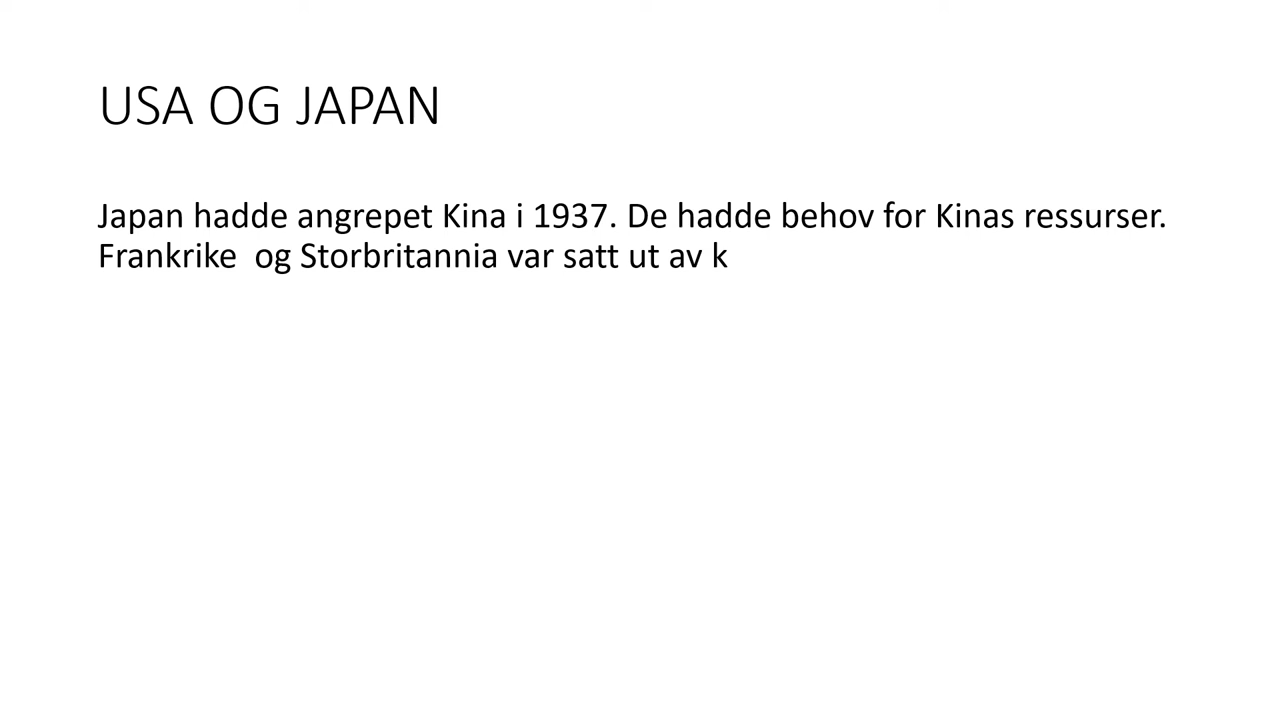 USA OG JAPAN
Japan hadde angrepet Kina i 1937. De hadde behov for Kinas ressurser.
Frankrike  og Storbritannia var satt ut av k